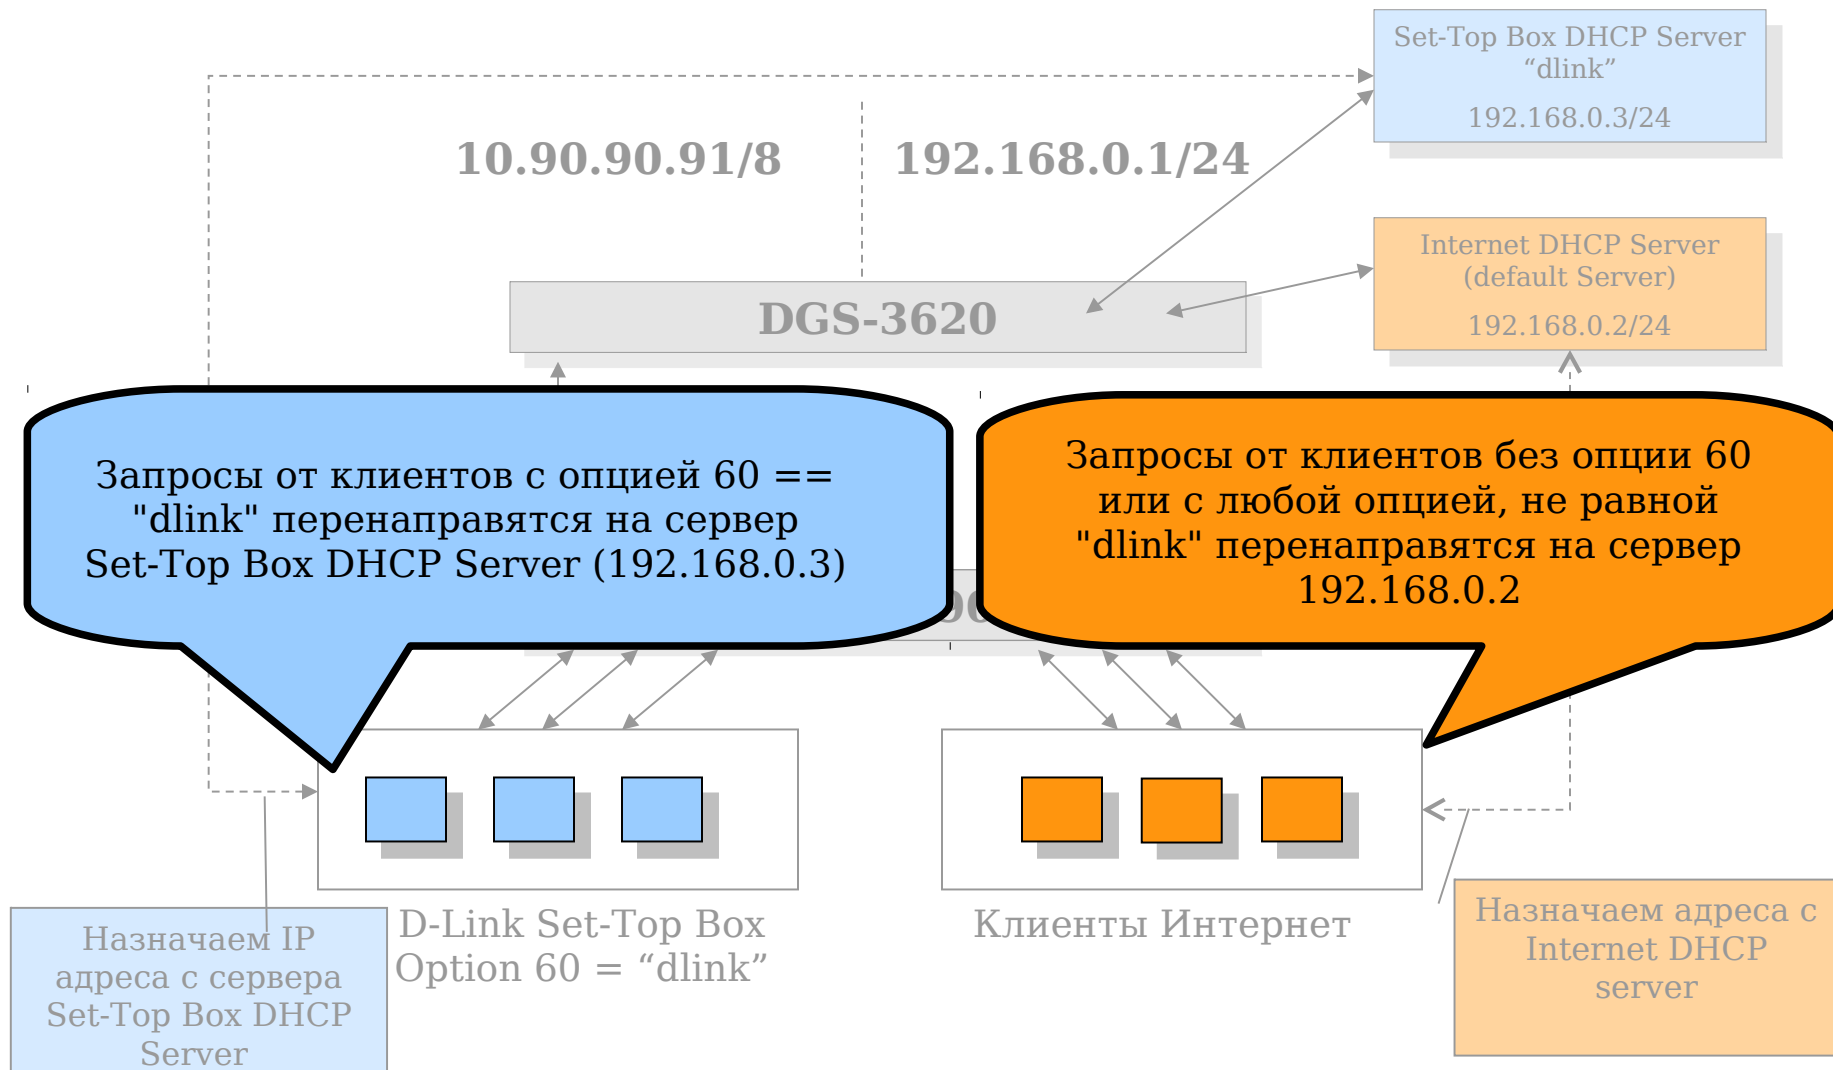 Set-Top Box DHCP Server
“dlink”
192.168.0.3/24
10.90.90.91/8
192.168.0.1/24
Internet DHCP Server
(default Server)
192.168.0.2/24
DGS-3620
Запросы от клиентов с опцией 60 ==
"dlink" перенаправятся на сервер
Set-Top Box DHCP Server (192.168.0.3)
Запросы от клиентов без опции 60
или с любой опцией, не равной
"dlink" перенаправятся на сервер
192.168.0.2
D-Link Set-Top Box
Option 60 = “dlink”
Клиенты Интернет
Назначаем IP
адреса с сервера
Set-Top Box DHCP
Server
Назначаем адреса с
Internet DHCP
server